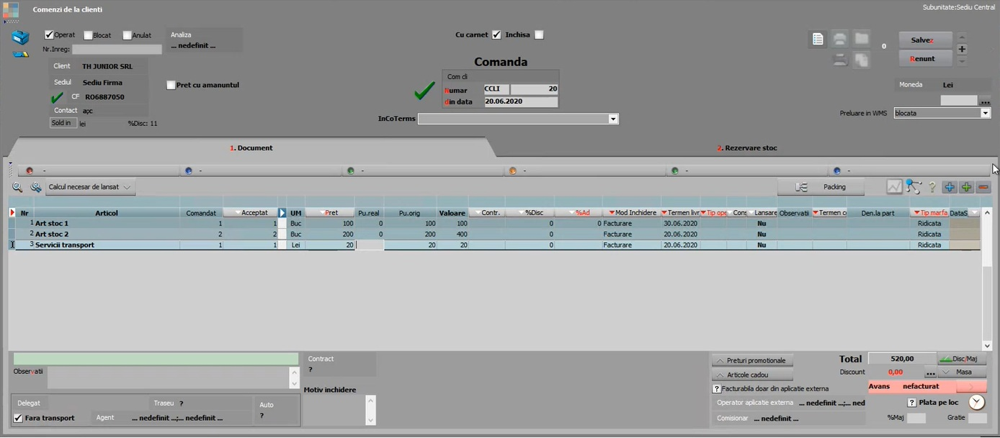 Comenzi de la clienti
Subunitate:Sediu Central
Operat Blocat Anulat
Analiza
... nedefinit ...
Nr.Inreg:
Client TH JUNIOR SRL
Sediul Sediu Firma
CF RO6887050
Contact a;c
Sold in lei %Disc: 11
Pret cu amanuntul
Cu carnet Inchisa
Comanda
Com cli
Numar CCLI 20
din data 20.06.2020
InCoTerms
0
Salvez
Renunt
Moneda Lei
...
Preluare in WMS blocata
1. Document
2. Rezervare stoc
- - - - - -
Calcul necesar de lansat
Packing
Nr Articol Comandat Acceptat UM Pret Pu.real Pu.orig Valoare Contr. %Disc %Ad Mod Inchidere Termen livr Tip ope Cons Lansare Observatii Termen c Den.la part Tip marfa DataS
1 Art stoc 1 1 1 Buc 100 0 100 100 0 0 Facturare 30.06.2020 Nu Ridicata
2 Art stoc 2 2 2 Buc 200 0 200 400 0 Facturare 20.06.2020 Nu Ridicata
3 Servicii transport 1 1 Lei 20 20 20 0 Facturare 20.06.2020 Nu Ridicata
Observatii
Contract
?
Motiv inchidere
Delegat
Traseu ?
Auto
?
Fara transport
Agent ... nedefinit ...;... nedefinit ...
Preturi promotionale
Articole cadou
? Facturabila doar din aplicatie externa
Operator aplicatie externa ... nedefinit ...;... ned
Comisionar ... nedefinit ...
Total 520,00 Disc/Maj
Discount 0,00 ... Masa
Avans nefacturat
? Plata pe loc
%Maj Gratie